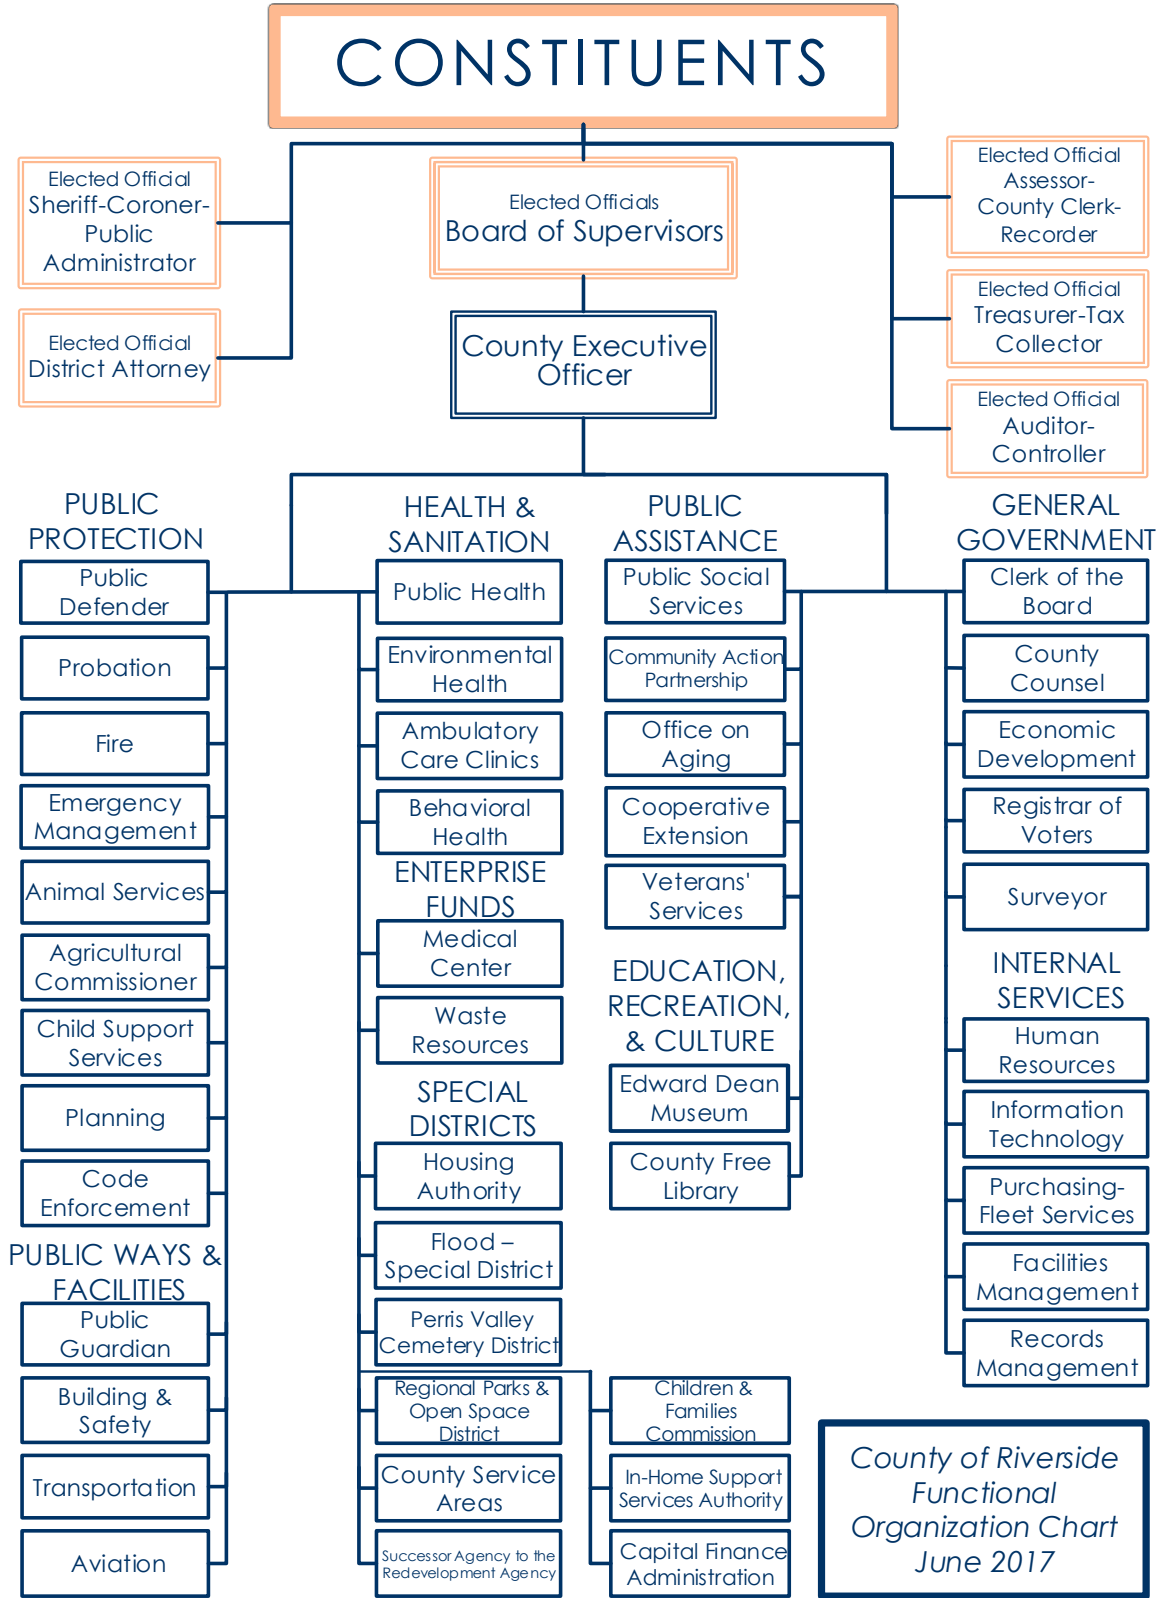 CONSTITUENTS
Elected Official
Sheriff-Coroner-
Public
Administrator
Elected Official
District Attorney
Elected Officials
Board of Supervisors
County Executive
Officer
Elected Official
Assessor-
County Clerk-
Recorder
Elected Official
Treasurer-Tax
Collector
Elected Official
Auditor-
Controller
PUBLIC
PROTECTION
Public
Defender
Probation
Fire
Emergency
Management
Animal Services
Agricultural
Commissioner
Child Support
Services
Planning
Code
Enforcement
PUBLIC WAYS &
FACILITIES
Public
Guardian
Building &
Safety
Transportation
Aviation
HEALTH &
SANITATION
Public Health
Environmental
Health
Ambulatory
Care Clinics
Behavioral
Health
ENTERPRISE
FUNDS
Medical
Center
Waste
Resources
SPECIAL
DISTRICTS
Housing
Authority
Flood –
Special District
Perris Valley
Cemetery District
Regional Parks &
Open Space
District
County Service
Areas
Successor Agency to the
Redevelopment Agency
Children &
Families
Commission
In-Home Support
Services Authority
Capital Finance
Administration
PUBLIC
ASSISTANCE
Public Social
Services
Community Action
Partnership
Office on
Aging
Cooperative
Extension
Veterans'
Services
EDUCATION,
RECREATION,
& CULTURE
Edward Dean
Museum
County Free
Library
GENERAL
GOVERNMENT
Clerk of the
Board
County
Counsel
Economic
Development
Registrar of
Voters
Surveyor
INTERNAL
SERVICES
Human
Resources
Information
Technology
Purchasing-
Fleet Services
Facilities
Management
Records
Management
County of Riverside
Functional
Organization Chart
June 2017